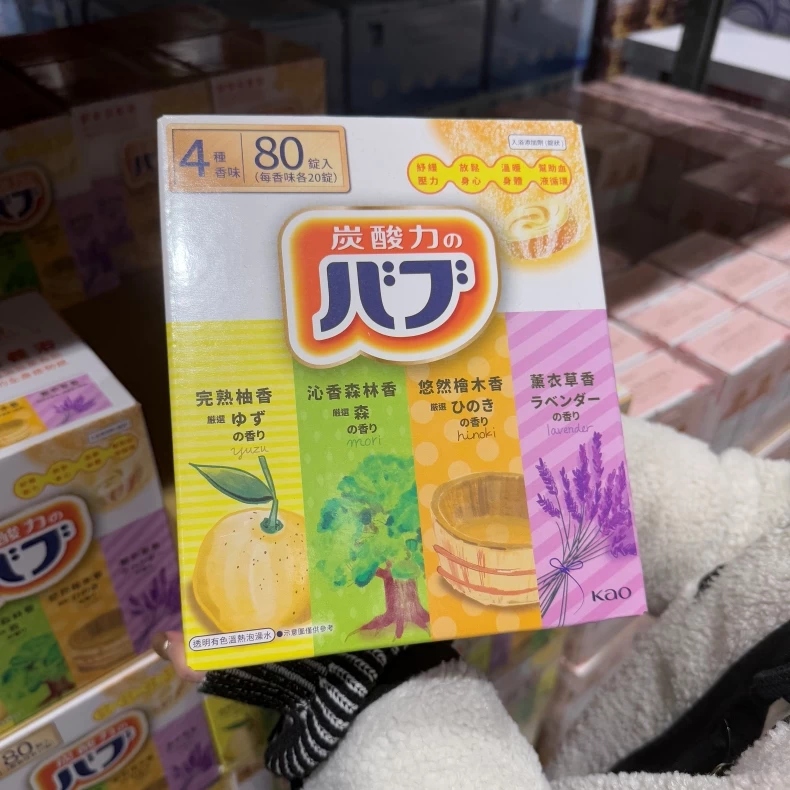 4種
香味
80錠入
(每香味各20錠)
入浴添加劑(錠狀)
紓緩
壓力
放鬆
身心
溫暖
身體
幫助血
液循環
炭酸力の
バブ
完熟柚香
厳選 ゆず
の香り
yuzu
沁香森林香
厳選 森
の香り
mori
悠然檜木香
厳選 ひのき
の香り
hinoki
薰衣草香
ラベンダー
の香り
lavender
Kao
透明有色溫熱泡澡水
●示意圖僅供參考
80